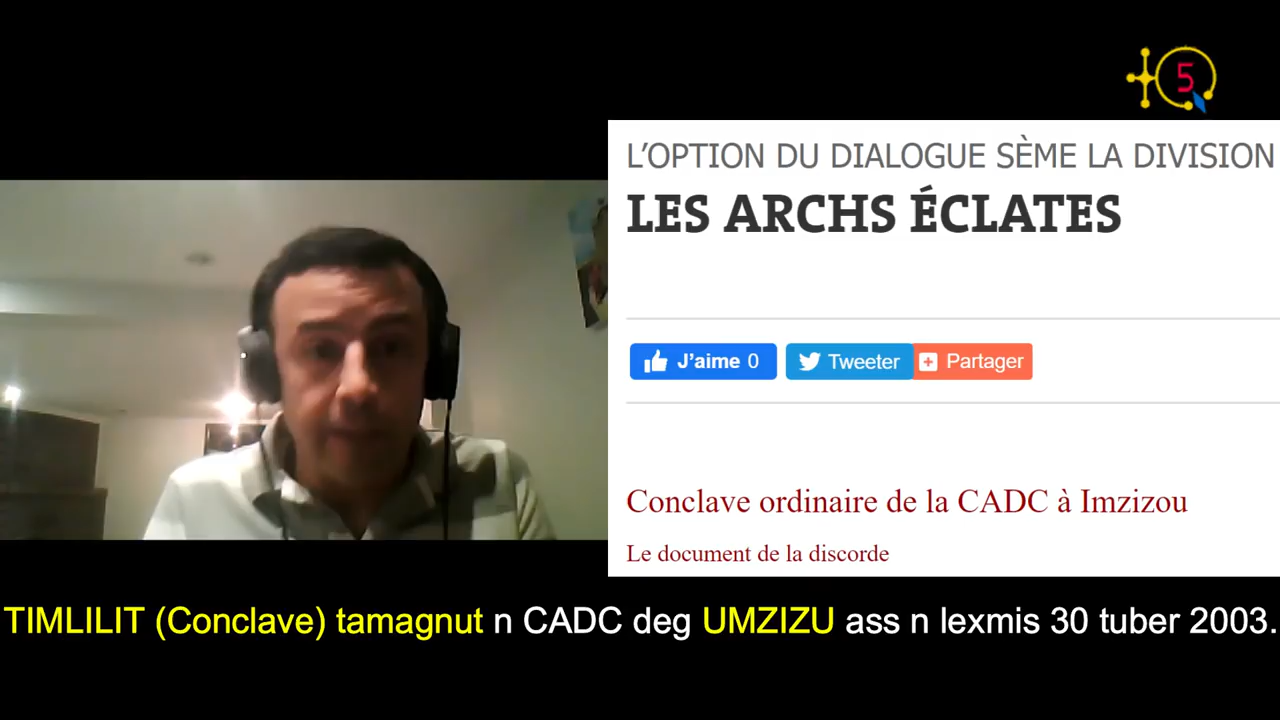 5
L'OPTION DU DIALOGUE SÈME LA DIVISION
LES ARCHS ÉCLATES
J'aime 0
Tweeter
Partager
Conclave ordinaire de la CADC à Imzizou
Le document de la discorde
TIMLILIT (Conclave) tamagnut n CADC deg UMZIZU ass n lexmis 30 tuber 2003.